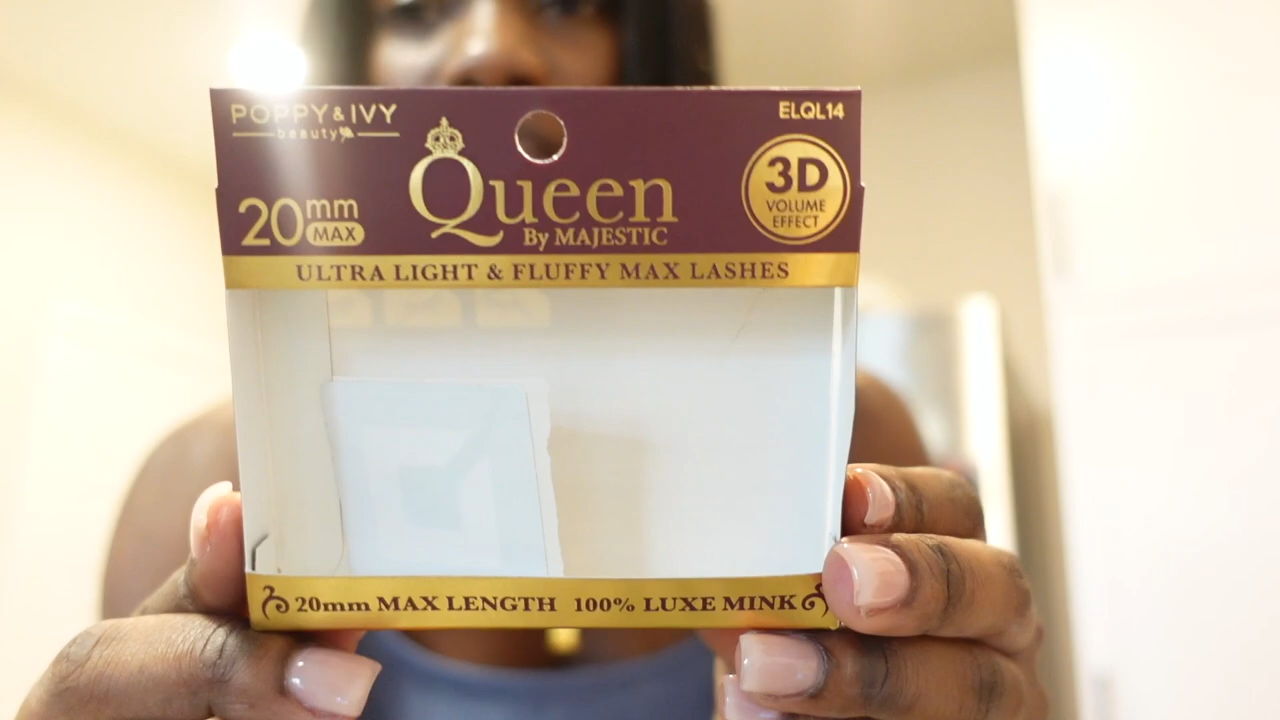 POPPY & IVY
beauty
ELQL14
Queen
By MAJESTIC
20mm
MAX
3D
VOLUME
EFFECT
ULTRA LIGHT & FLUFFY MAX LASHES
20mm MAX LENGTH 100% LUXE MINK